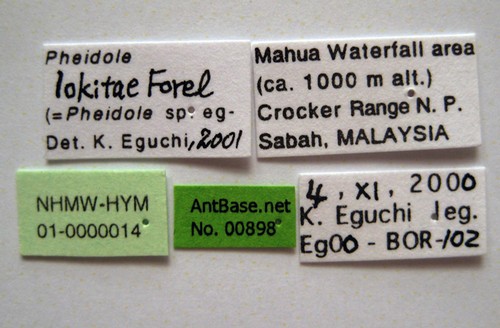 Pheidole
lokitae Forel
(=Pheidole sp. eg-
Det. K. Eguchi, 2001
Mahua Waterfall area
(ca. 1000 m alt.)
Crocker Range N. P.
Sabah, MALAYSIA
NHMW-HYM
01-0000014
AntBase.net
No. 00898
4, XI, 2000
K. Eguchi leg.
Eg00 - BOR-102